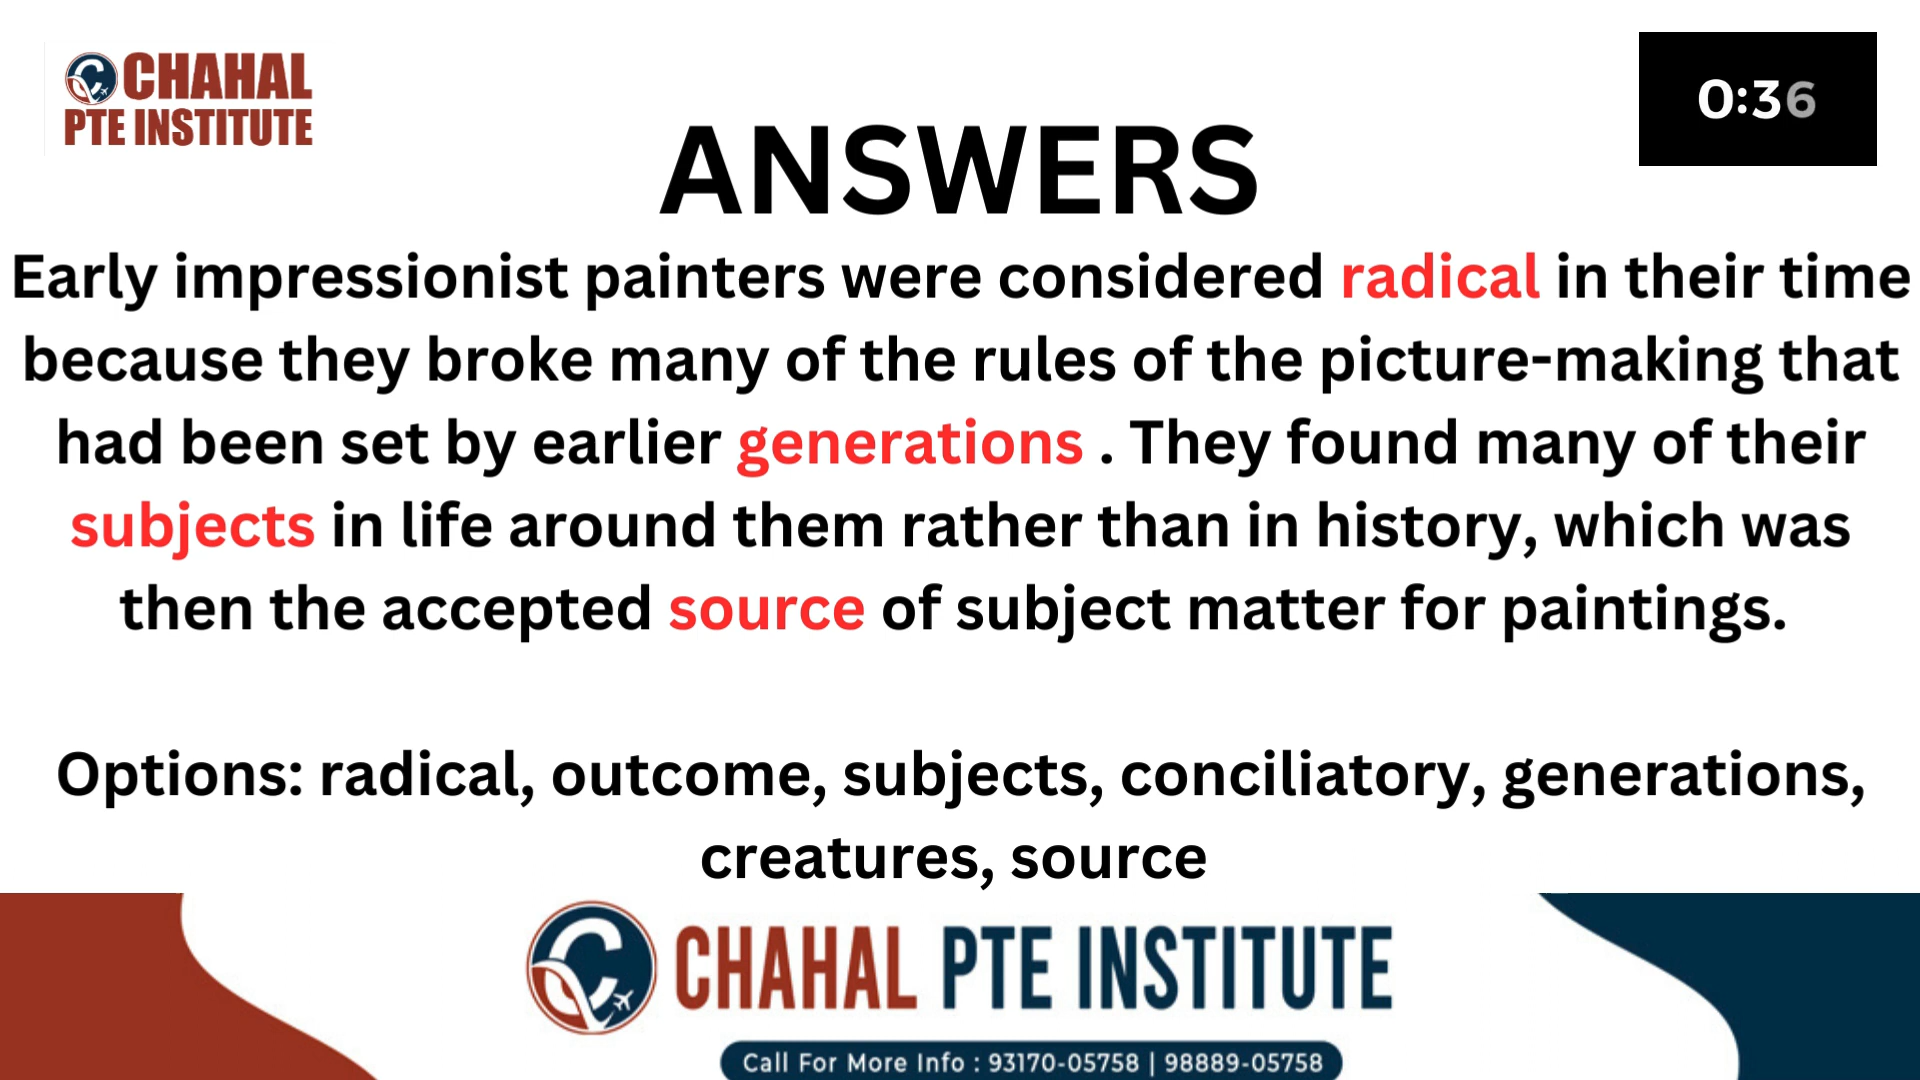 CHAHAL
PTE INSTITUTE
0:36
ANSWERS
Early impressionist painters were considered radical in their time
because they broke many of the rules of the picture-making that
had been set by earlier generations . They found many of their
subjects in life around them rather than in history, which was
then the accepted source of subject matter for paintings.
Options: radical, outcome, subjects, conciliatory, generations,
creatures, source
CHAHAL PTE INSTITUTE
Call For More Info : 93170-05758 | 98889-05758